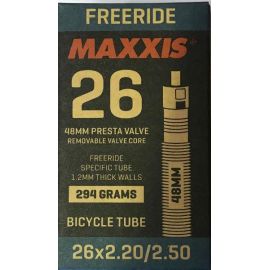 FREERIDE
MAXXIS
26
48MM PRESTA VALVE
REMOVABLE VALVE CORE
FREERIDE
SPECIFIC TUBE
1.2MM THICK WALLS
294 GRAMS
48MM
BICYCLE TUBE
26x2.20/2.50